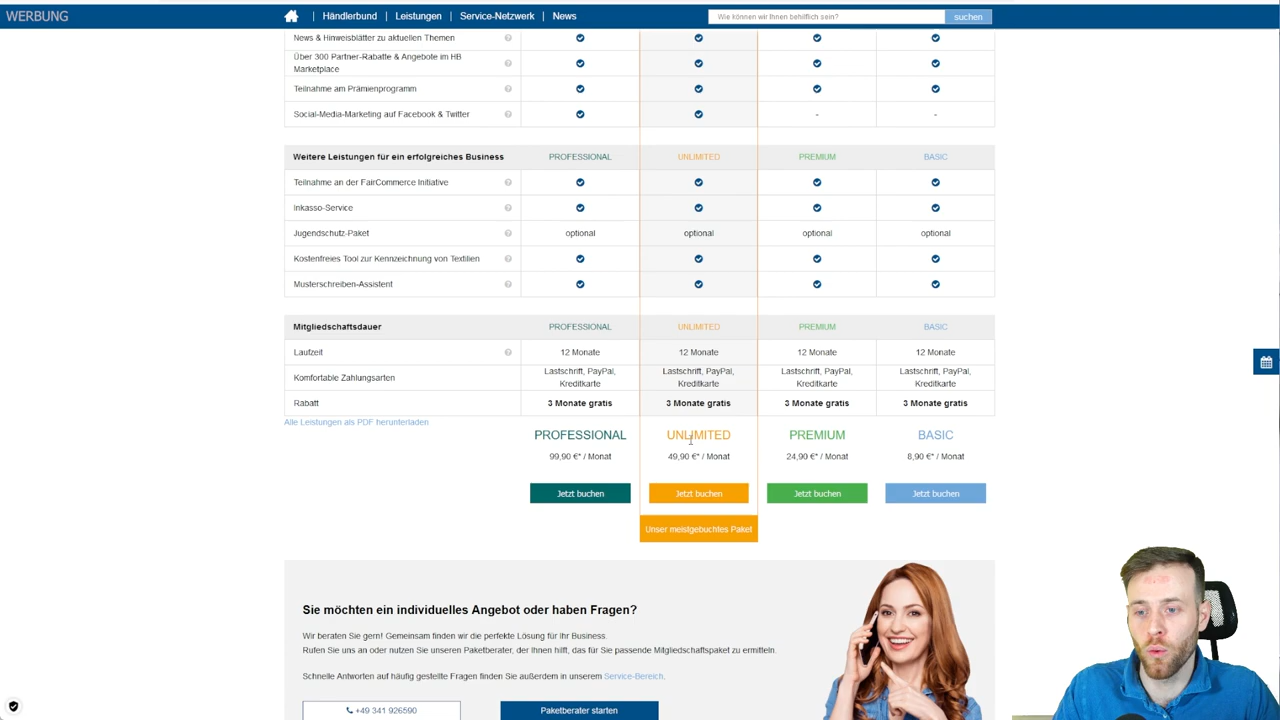 WERBUNG
Händlerbund | Leistungen | Service-Netzwerk | News
Wie können wir Ihnen behilflich sein? suchen
News & Hinweisblätter zu aktuellen Themen ?
Über 300 Partner-Rabatte & Angebote im HB
Marketplace ?
Teilnahme am Prämienprogramm ?
Social-Media-Marketing auf Facebook & Twitter ? - -
Weitere Leistungen für ein erfolgreiches Business PROFESSIONAL UNLIMITED PREMIUM BASIC
Teilnahme an der FairCommerce Initiative ?
Inkasso-Service ?
Jugendschutz-Paket ? optional optional optional optional
Kostenfreies Tool zur Kennzeichnung von Textilien ?
Musterschreiben-Assistent ?
Mitgliedschaftsdauer PROFESSIONAL UNLIMITED PREMIUM BASIC
Laufzeit ? 12 Monate 12 Monate 12 Monate 12 Monate
Komfortable Zahlungsarten Lastschrift, PayPal, Kreditkarte Lastschrift, PayPal, Kreditkarte Lastschrift, PayPal, Kreditkarte Lastschrift, PayPal, Kreditkarte
Rabatt 3 Monate gratis 3 Monate gratis 3 Monate gratis 3 Monate gratis
Alle Leistungen als PDF herunterladen
PROFESSIONAL UNLIMITED PREMIUM BASIC
99,90 €* / Monat 49,90 €* / Monat 24,90 €* / Monat 8,90 €* / Monat
Jetzt buchen Jetzt buchen Jetzt buchen Jetzt buchen
Unser meistgebuchtes Paket
Sie möchten ein individuelles Angebot oder haben Fragen?
Wir beraten Sie gern! Gemeinsam finden wir die perfekte Lösung für Ihr Business.
Rufen Sie uns an oder nutzen Sie unseren Paketberater, der Ihnen hilft, das für Sie passende Mitgliedschaftspaket zu ermitteln.
Schnelle Antworten auf häufig gestellte Fragen finden Sie außerdem in unserem Service-Bereich.
+49 341 926590 Paketberater starten